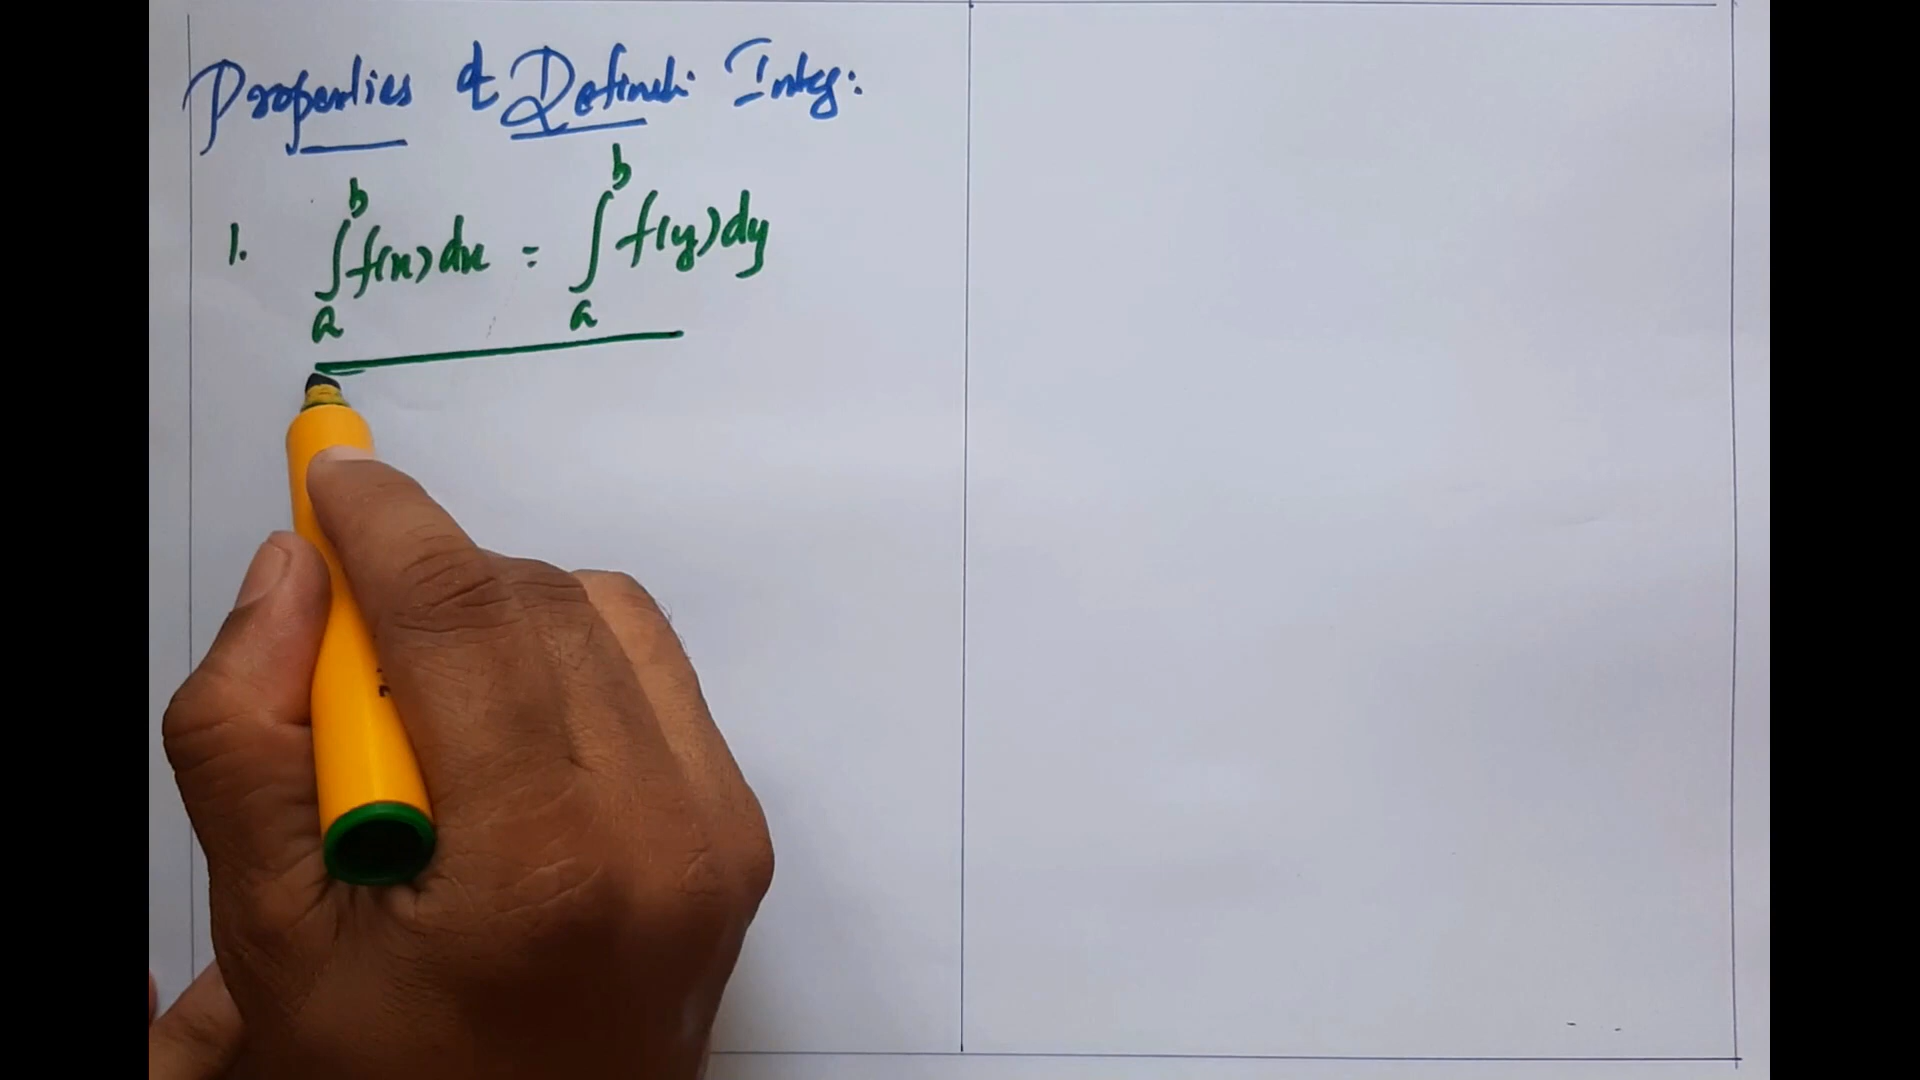 Properties of Definite Integ.
1. ∫_a^b f(x) dx = ∫_a^b f(y) dy